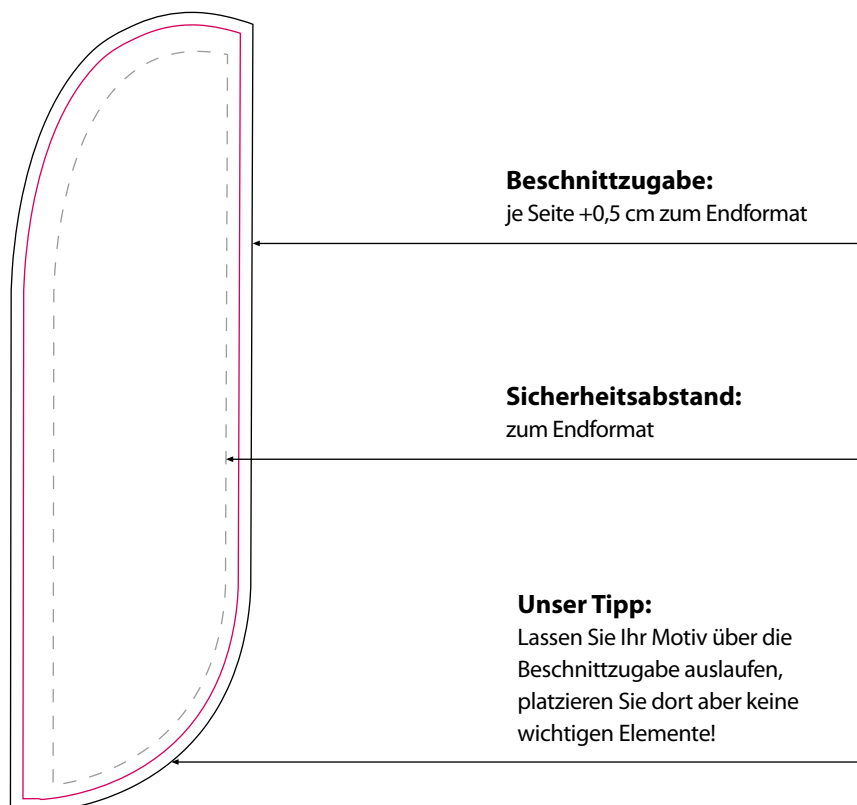 Beschnittzugabe:
je Seite +0,5 cm zum Endformat
Sicherheitsabstand:
zum Endformat
Unser Tipp:
Lassen Sie Ihr Motiv über die
Beschnittzugabe auslaufen,
platzieren Sie dort aber keine
wichtigen Elemente!